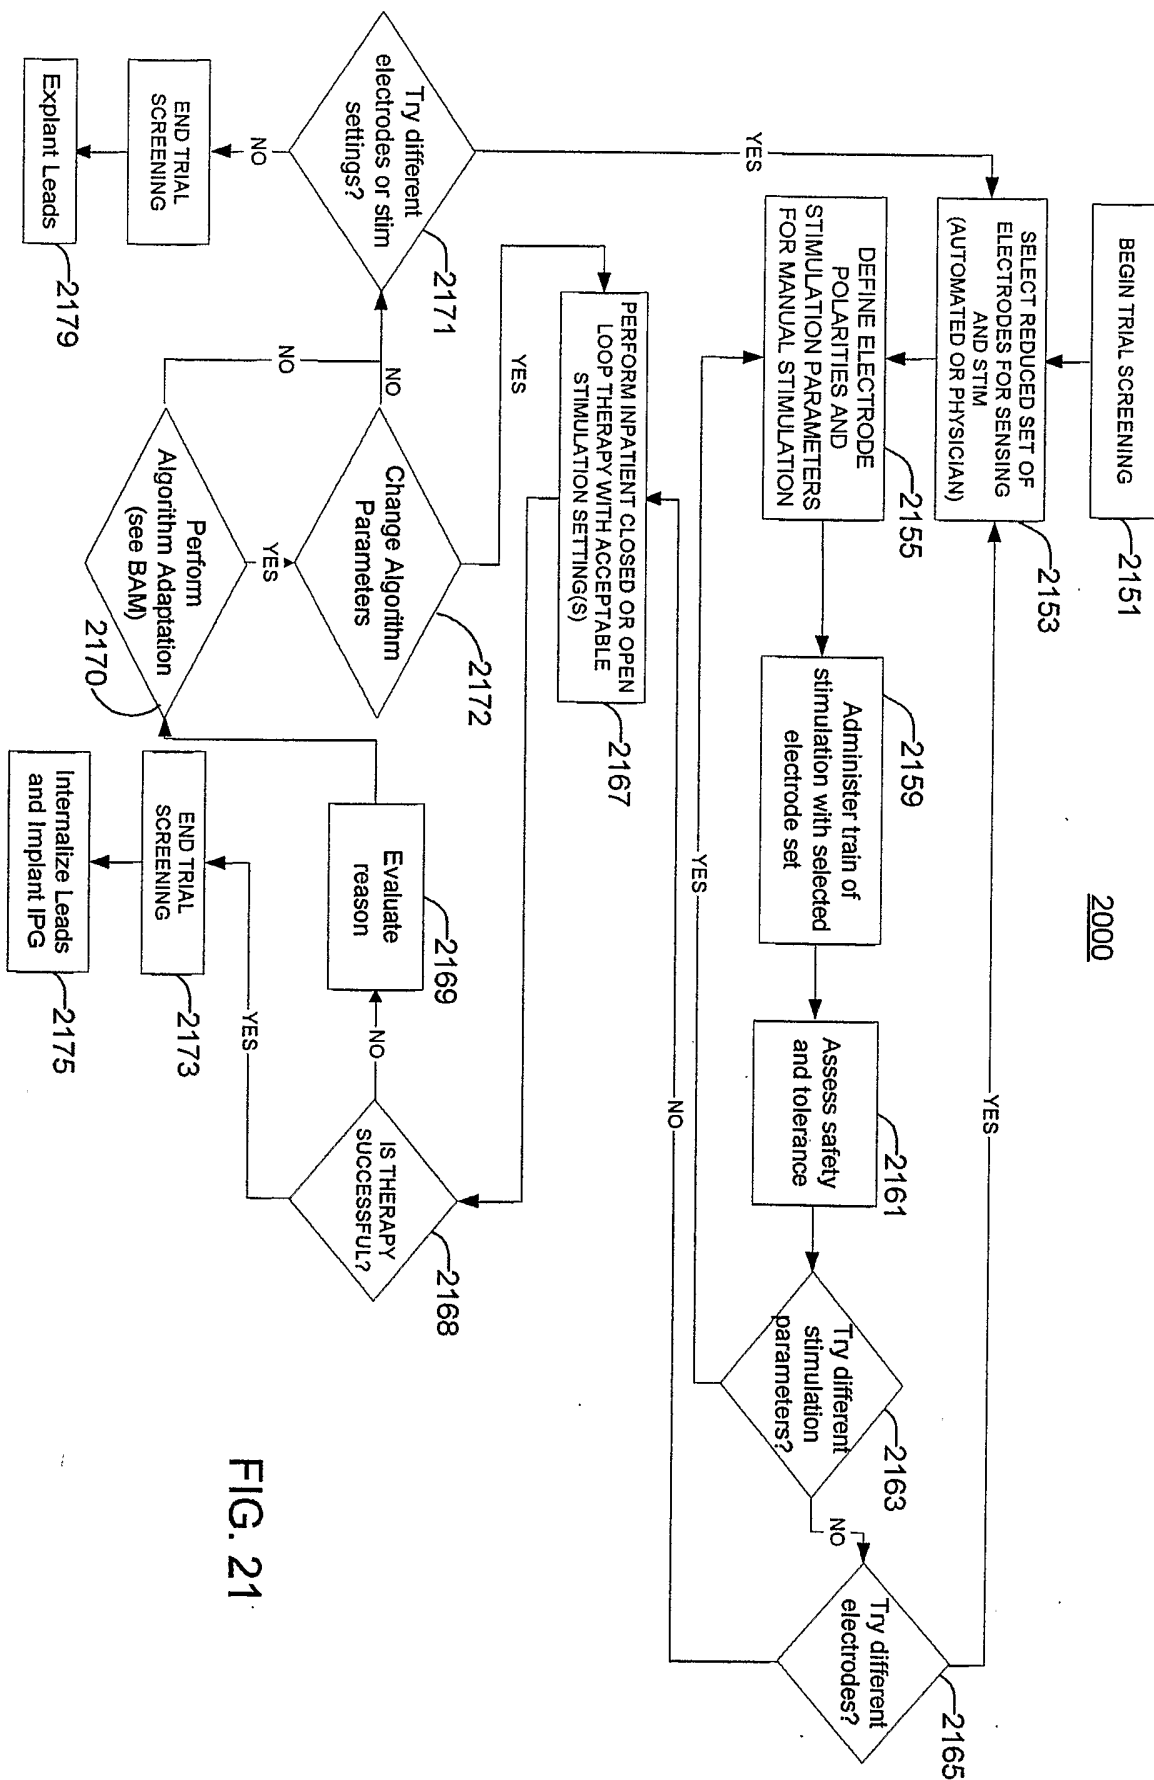 2000
BEGIN TRIAL SCREENING
2151
SELECT REDUCED SET OF
ELECTRODES FOR SENSING
AND STIM
(AUTOMATED OR PHYSICIAN)
2153
YES
DEFINE ELECTRODE
POLARITIES AND
STIMULATION PARAMETERS
FOR MANUAL STIMULATION
2155
Administer train of
stimulation with selected
electrode set
2159
Assess safety
and tolerance
2161
Try different
stimulation
parameters?
2163
NO
Try different
electrodes?
2165
YES
YES
NO
PERFORM INPATIENT CLOSED OR OPEN
LOOP THERAPY WITH ACCEPTABLE
STIMULATION SETTING(S)
2167
YES
Try different
electrodes or stim
settings?
2171
NO
Change Algorithm
Parameters
2172
NO
YES
Perform
Algorithm Adaptation
(see BAM)
2170
Evaluate
reason
2169
NO
IS THERAPY
SUCCESSFUL?
2168
NO
END TRIAL
SCREENING
Explant Leads
2179
YES
END TRIAL
SCREENING
2173
Internalize Leads
and Implant IPG
2175
FIG. 21